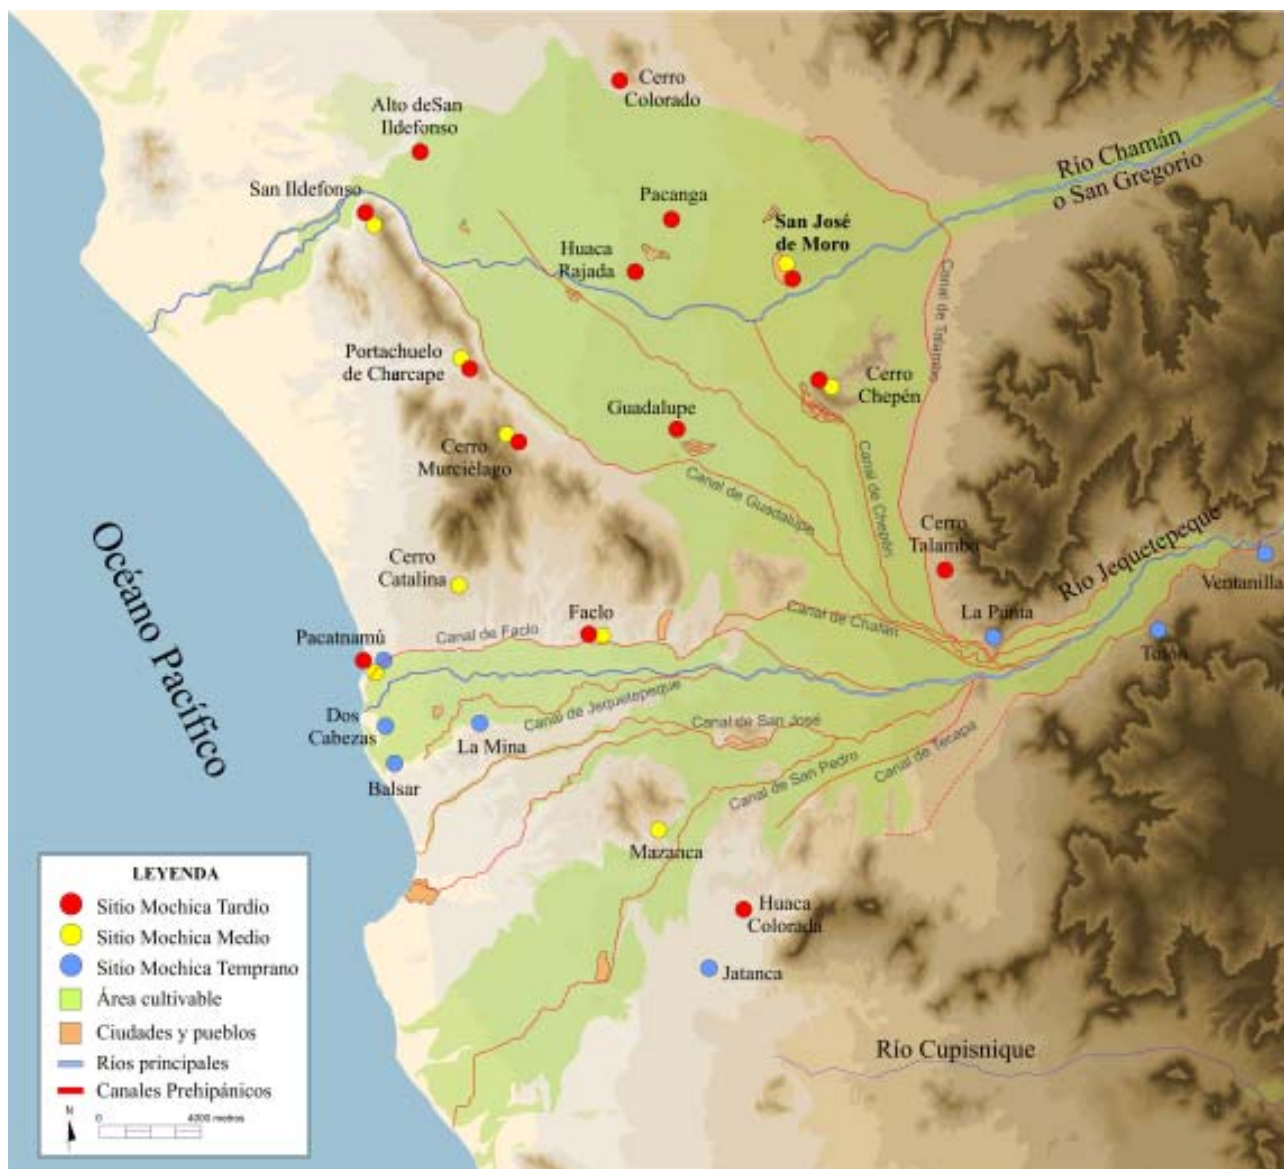 Cerro
Colorado
Alto deSan
Ildefonso
Río Chamán
o San Gregorio
San Ildefonso
Pacanga
San José
de Moro
Huaca
Rajada
Canal de Talambo
Portachuelo
de Charcape
Cerro
Chepén
Guadalupe
Cerro
Murciélago
Canal de Guadalupe
Canal de Chepén
Cerro
Talambo
Río Jequetepeque
Océano Pacífico
Cerro
Catalina
Ventanilla
Faclo
Canal de Chafán
La Punta
Pacatnamú
Canal de Faclo
Dos
Cabezas
La Mina
Canal de Jequetepeque
Canal de San José
Balsar
Canal de San Pedro
Canal de Tecapa
Mazanca
LEYENDA
Sitio Mochica Tardío
Sitio Mochica Medio
Sitio Mochica Temprano
Área cultivable
Ciudades y pueblos
Ríos principales
Canales Prehipánicos
N
0 4000 metros
Huaca
Colorada
Jatanca
Río Cupisnique